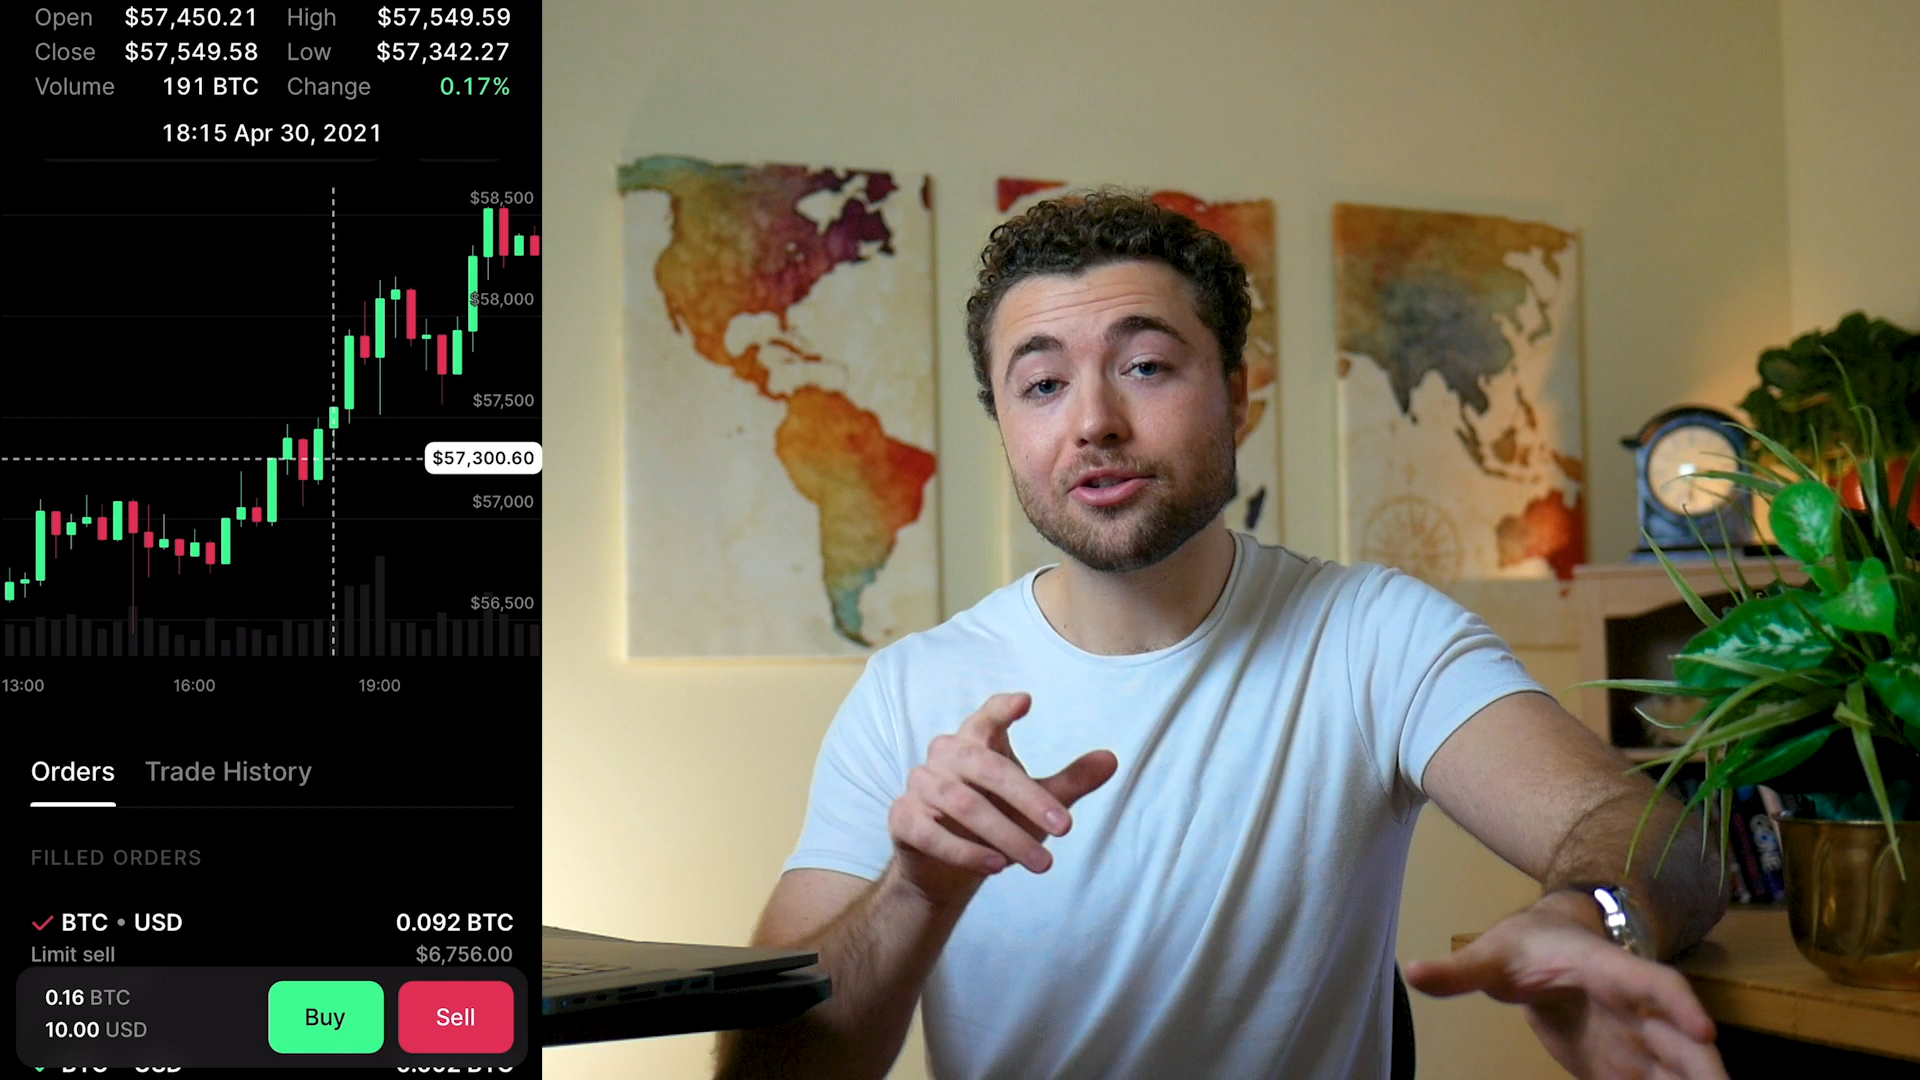 Open $57,450.21 High $57,549.59
Close $57,549.58 Low $57,342.27
Volume 191 BTC Change 0.17%
18:15 Apr 30, 2021
$58,500
$58,000
$57,500
$57,300.60
$57,000
$56,500
13:00 16:00 19:00
Orders Trade History
FILLED ORDERS
BTC • USD 0.092 BTC
Limit sell $6,756.00
0.16 BTC
10.00 USD
Buy Sell